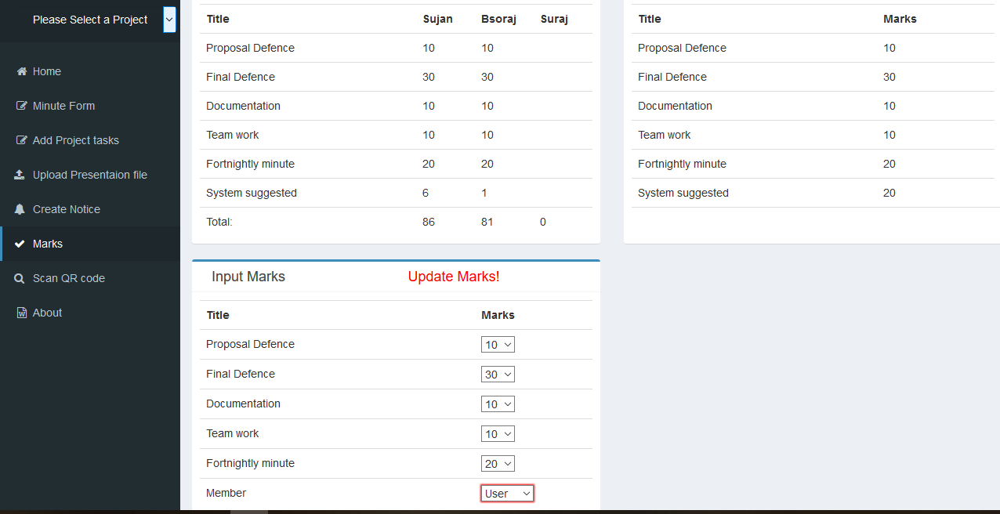 Please Select a Project
Home
Minute Form
Add Project tasks
Upload Presentaion file
Create Notice
Marks
Scan QR code
About
Title Sujan Bsoraj Suraj
Proposal Defence 10 10
Final Defence 30 30
Documentation 10 10
Team work 10 10
Fortnightly minute 20 20
System suggested 6 1
Total: 86 81 0
Title Marks
Proposal Defence 10
Final Defence 30
Documentation 10
Team work 10
Fortnightly minute 20
System suggested 20
Input Marks Update Marks!
Title Marks
Proposal Defence 10
Final Defence 30
Documentation 10
Team work 10
Fortnightly minute 20
Member User